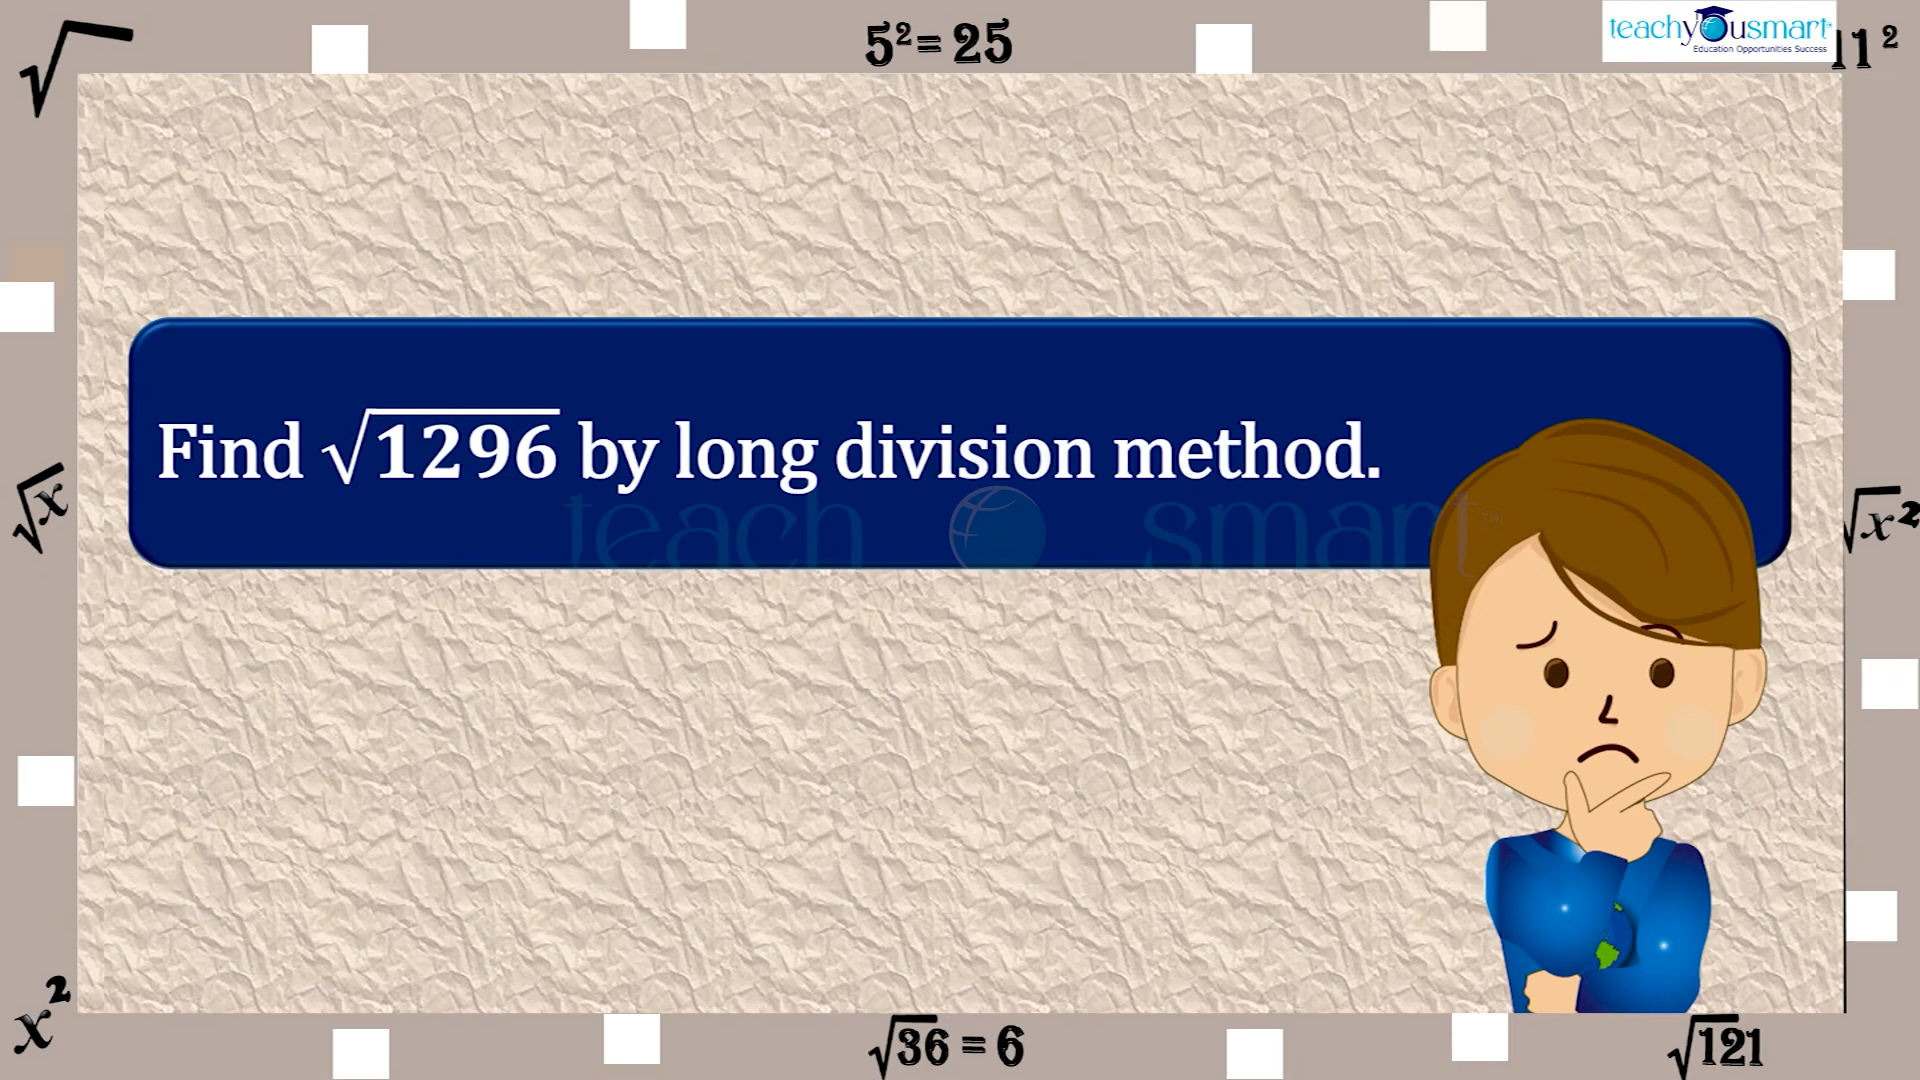 5² = 25
teachyousmart
Education Opportunities Success
11²
Find √1296 by long division method.
teach smart
√x
√x²
x²
√36 = 6
√121